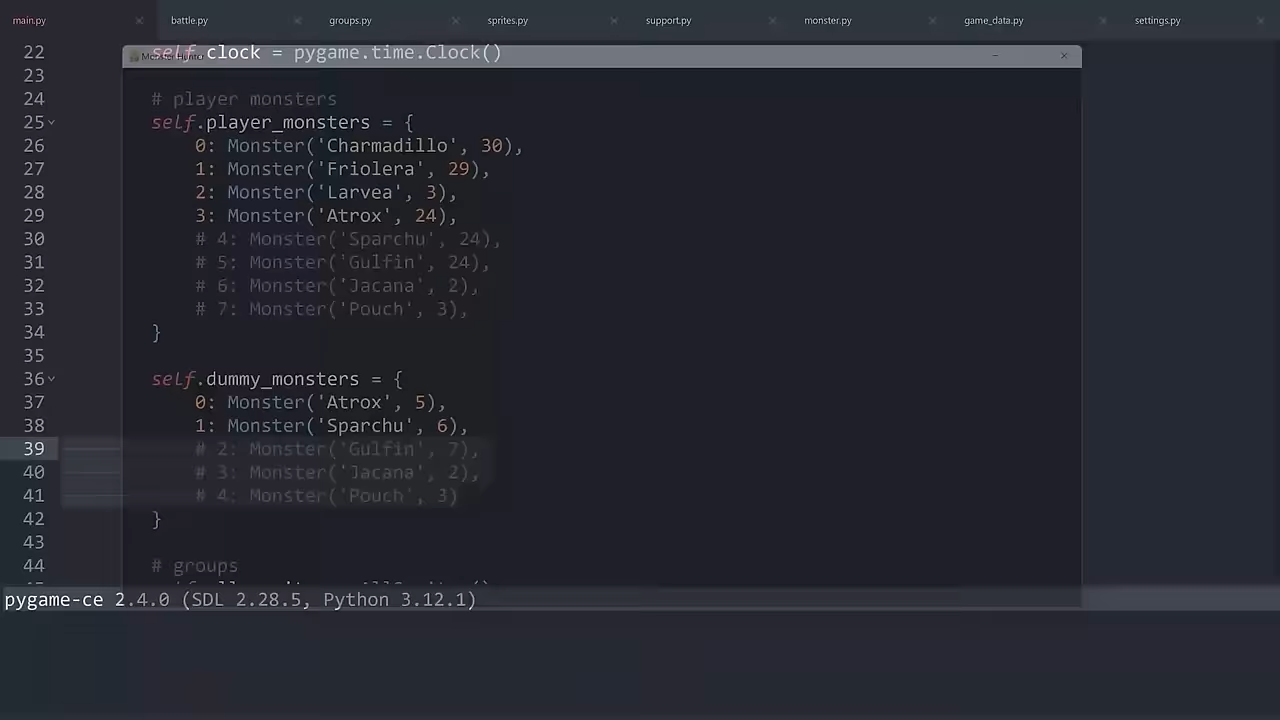 main.py battle.py groups.py sprites.py support.py monster.py game_data.py settings.py
22 self.clock = pygame.time.Clock()
Monster Hunter
23
24 # player monsters
25 self.player_monsters = {
26 0: Monster('Charmadillo', 30),
27 1: Monster('Friolera', 29),
28 2: Monster('Larvea', 3),
29 3: Monster('Atrox', 24),
30 # 4: Monster('Sparchu', 24),
31 # 5: Monster('Gulfin', 24),
32 # 6: Monster('Jacana', 2),
33 # 7: Monster('Pouch', 3),
34 }
35
36 self.dummy_monsters = {
37 0: Monster('Atrox', 5),
38 1: Monster('Sparchu', 6),
39 # 2: Monster('Gulfin', 7),
40 # 3: Monster('Jacana', 2),
41 # 4: Monster('Pouch', 3)
42 }
43
44 # groups
pygame-ce 2.4.0 (SDL 2.28.5, Python 3.12.1)